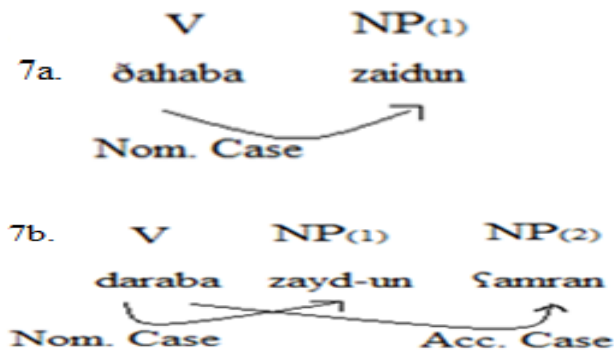 V NP(1)
7a. ðahaba zaidun
Nom. Case
7b. V NP(1) NP(2)
daraba zayd-un ʕamran
Nom. Case Acc. Case